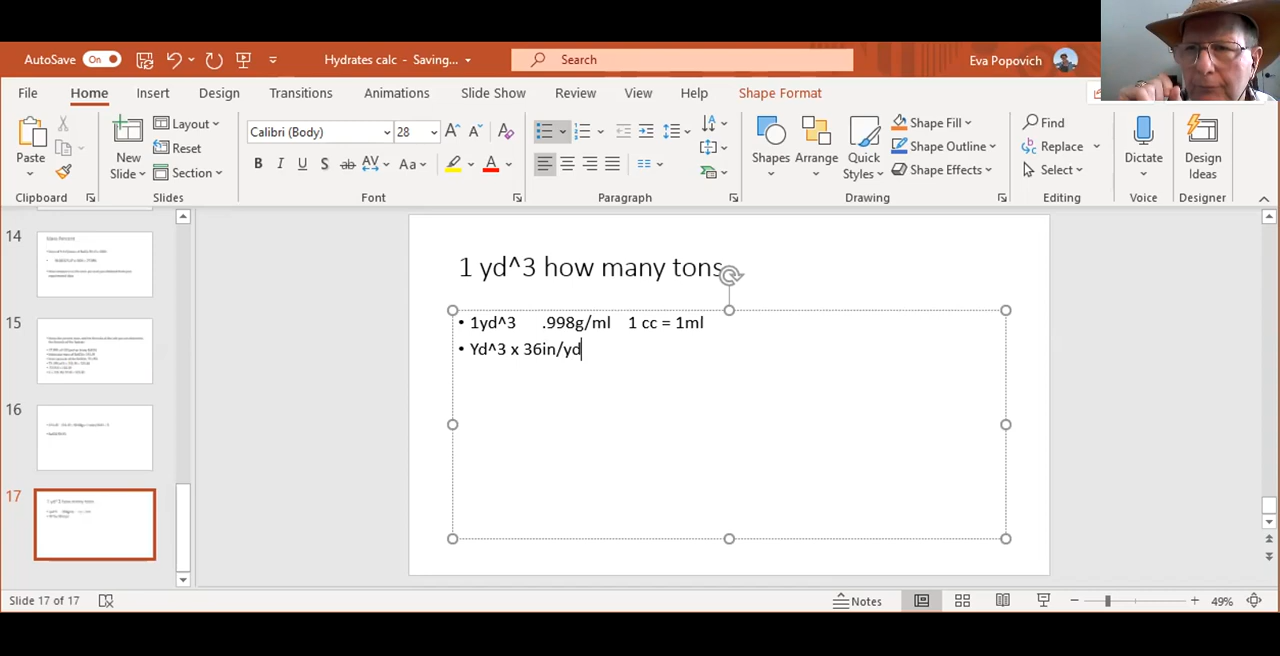 AutoSave On Hydrates calc - Saving... Search Eva Popovich
File Home Insert Design Transitions Animations Slide Show Review View Help Shape Format
Paste
New
Slide
Layout
Reset
Section
Calibri (Body) 28
Shapes Arrange Quick
Styles
Shape Fill
Shape Outline
Shape Effects
Find
Replace
Select
Dictate
Design
Ideas
Clipboard Slides Font Paragraph Drawing Editing Voice Designer
14
15
16
17
1 yd^3 how many tons
• 1yd^3 .998g/ml 1 cc = 1ml
• Yd^3 x 36in/yd
Slide 17 of 17 Notes 49%